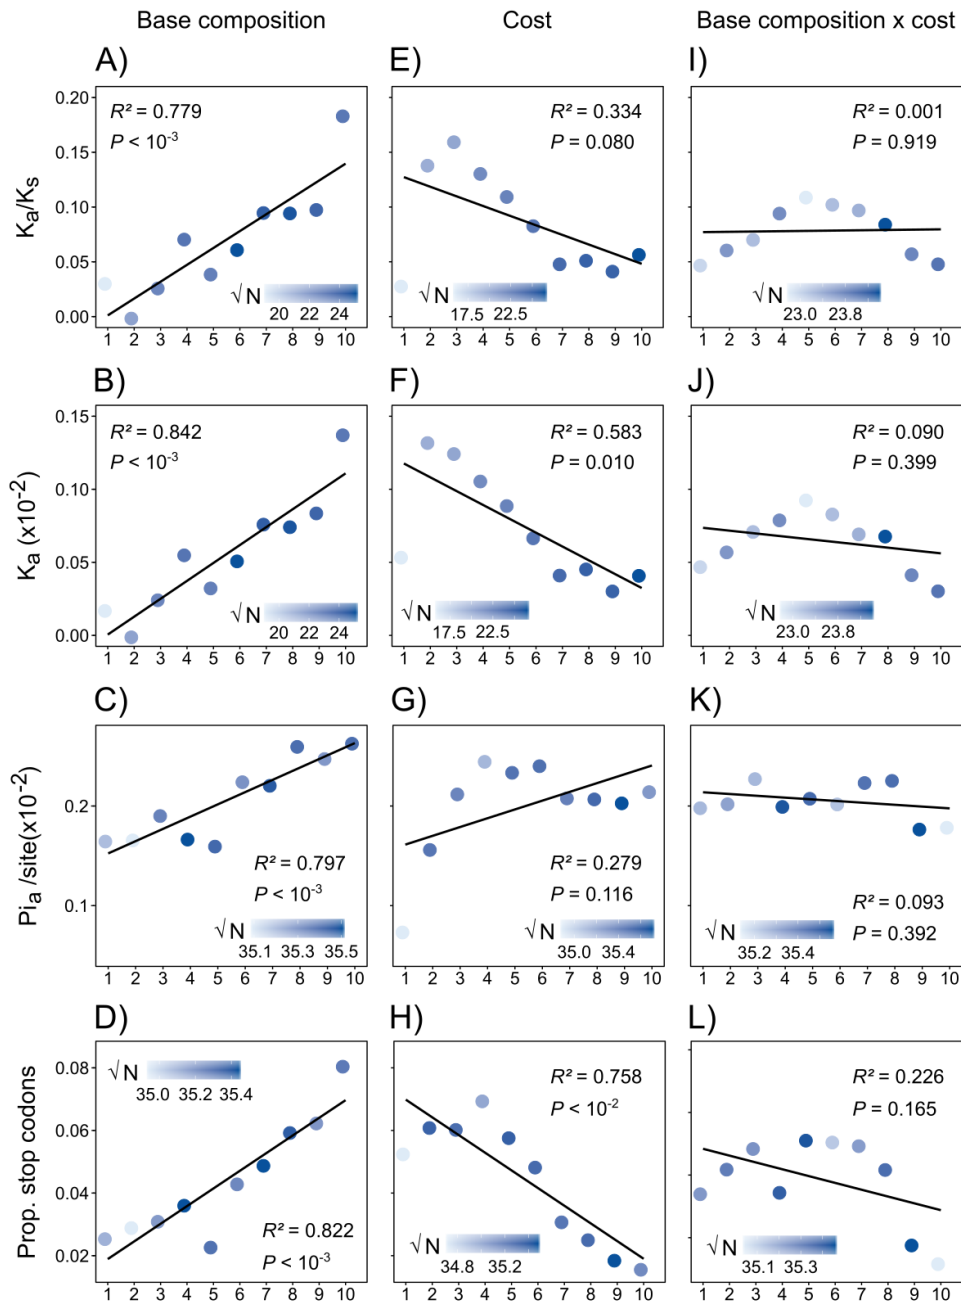 Base composition
Cost
Base composition x cost
A)
E)
I)
Ka/Ks
0.20
0.15
0.10
0.05
0.00
R² = 0.779
P < 10-3
√N
20 22 24
1 2 3 4 5 6 7 8 9 10
R² = 0.334
P = 0.080
√N
17.5 22.5
1 2 3 4 5 6 7 8 9 10
R² = 0.001
P = 0.919
√N
23.0 23.8
1 2 3 4 5 6 7 8 9 10
B)
F)
J)
Ka (x10-2)
0.15
0.10
0.05
0.00
R² = 0.842
P < 10-3
√N
20 22 24
1 2 3 4 5 6 7 8 9 10
R² = 0.583
P = 0.010
√N
17.5 22.5
1 2 3 4 5 6 7 8 9 10
R² = 0.090
P = 0.399
√N
23.0 23.8
1 2 3 4 5 6 7 8 9 10
C)
G)
K)
Pia /site(x10-2)
0.2
0.1
R² = 0.797
P < 10-3
√N
35.1 35.3 35.5
1 2 3 4 5 6 7 8 9 10
R² = 0.279
P = 0.116
√N
35.0 35.4
1 2 3 4 5 6 7 8 9 10
R² = 0.093
P = 0.392
√N
35.2 35.4
1 2 3 4 5 6 7 8 9 10
D)
H)
L)
Prop. stop codons
0.08
0.06
0.04
0.02
√N
35.0 35.2 35.4
R² = 0.822
P < 10-3
1 2 3 4 5 6 7 8 9 10
R² = 0.758
P < 10-2
√N
34.8 35.2
1 2 3 4 5 6 7 8 9 10
R² = 0.226
P = 0.165
√N
35.1 35.3
1 2 3 4 5 6 7 8 9 10